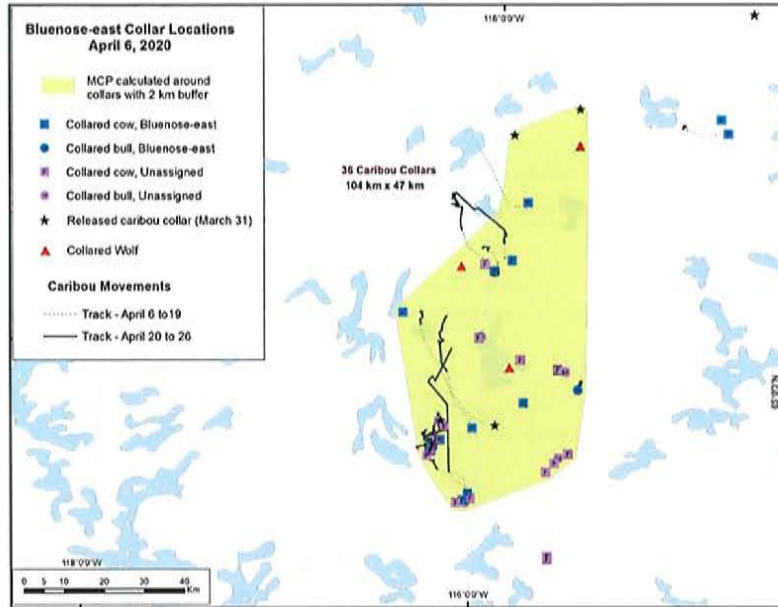 116°0'0"W
Bluenose-east Collar Locations
April 6, 2020
MCP calculated around
collars with 2 km buffer
Collared cow, Bluenose-east
Collared bull, Bluenose-east
Collared cow, Unassigned
Collared bull, Unassigned
Released caribou collar (March 31)
Collared Wolf
Caribou Movements
Track - April 6 to19
Track - April 20 to 26
36 Caribou Collars
104 km x 47 km
118°0'0"W
0 5 10 20 30 40
Km
116°0'0"W